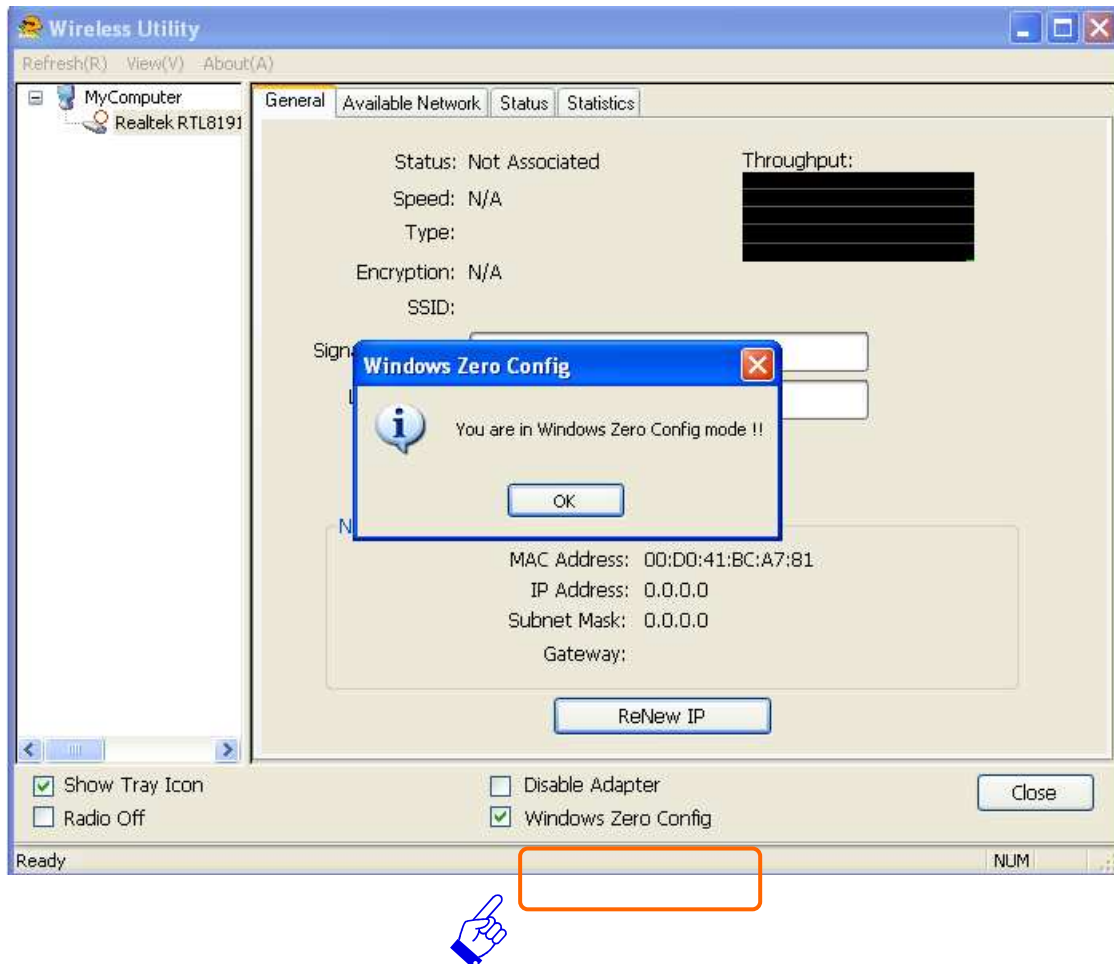 Wireless Utility
Refresh(R) View(V) About(A)
MyComputer
Realtek RTL8191
General Available Network Status Statistics
Status: Not Associated
Throughput:
Speed: N/A
Type:
Encryption: N/A
SSID:
Windows Zero Config
You are in Windows Zero Config mode !!
OK
MAC Address: 00:D0:41:BC:A7:81
IP Address: 0.0.0.0
Subnet Mask: 0.0.0.0
Gateway:
ReNew IP
Show Tray Icon
Disable Adapter
Close
Radio Off
Windows Zero Config
Ready
NUM